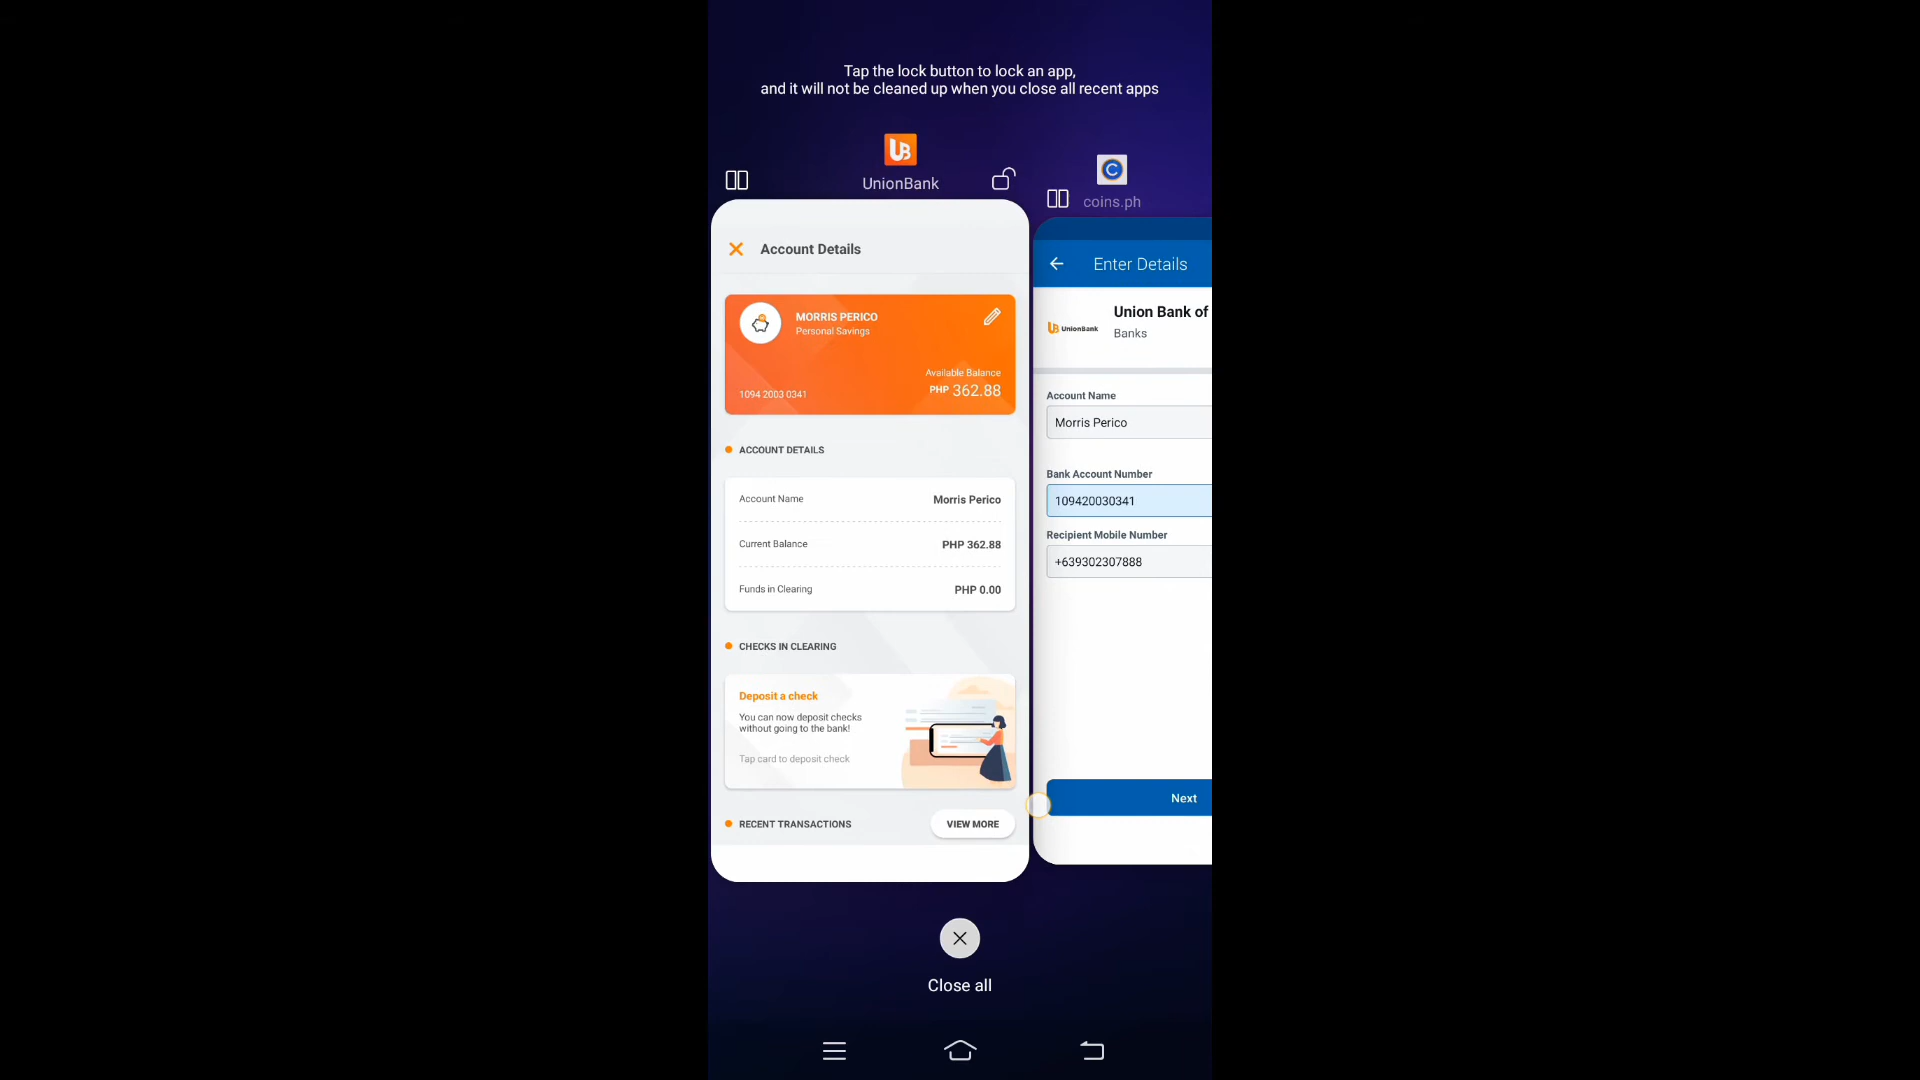 Tap the lock button to lock an app,
and it will not be cleaned up when you close all recent apps
UB
UnionBank
Account Details
MORRIS PERICO
Personal Savings
Available Balance
PHP 362.88
1094 2003 0341
ACCOUNT DETAILS
Account Name Morris Perico
Current Balance PHP 362.88
Funds in Clearing PHP 0.00
CHECKS IN CLEARING
Deposit a check
You can now deposit checks
without going to the bank!
Tap card to deposit check
RECENT TRANSACTIONS VIEW MORE
C
coins.ph
Enter Details
UB UnionBank
Union Bank of
Banks
Account Name
Morris Perico
Bank Account Number
109420030341
Recipient Mobile Number
+639302307888
Next
Close all